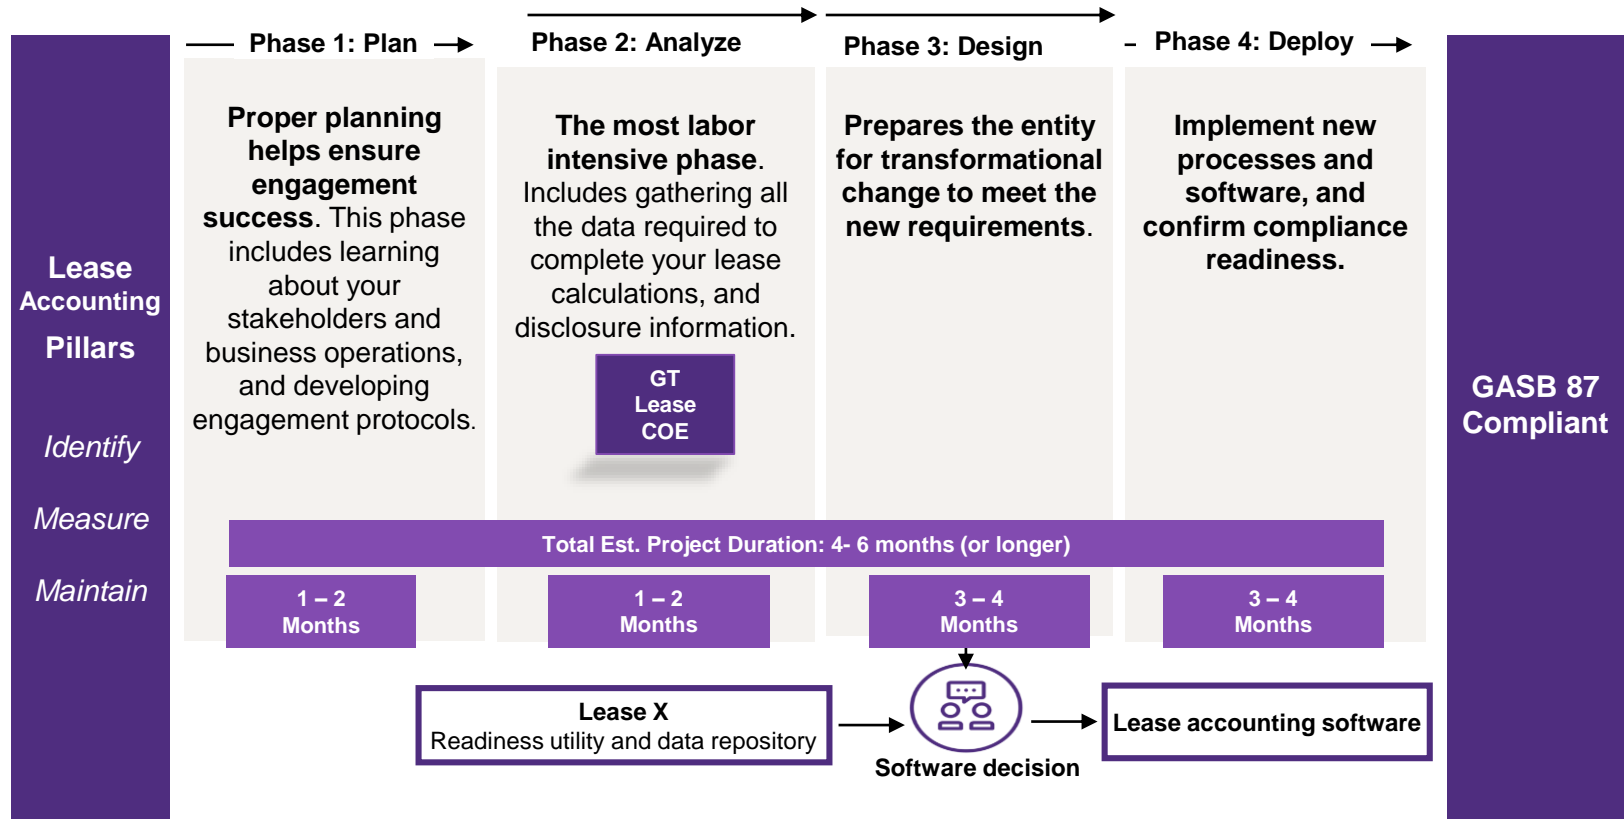 Lease
Accounting
Pillars
Identify
Measure
Maintain
Phase 1: Plan
Proper planning
helps ensure
engagement
success. This phase
includes learning
about your
stakeholders and
business operations,
and developing
engagement protocols.
Phase 2: Analyze
The most labor
intensive phase.
Includes gathering all
the data required to
complete your lease
calculations, and
disclosure information.
GT
Lease
COE
Phase 3: Design
Prepares the entity
for transformational
change to meet the
new requirements.
Phase 4: Deploy
Implement new
processes and
software, and
confirm compliance
readiness.
Total Est. Project Duration: 4- 6 months (or longer)
1 – 2
Months
1 – 2
Months
3 – 4
Months
3 – 4
Months
Lease X
Readiness utility and data repository
Software decision
Lease accounting software
GASB 87
Compliant